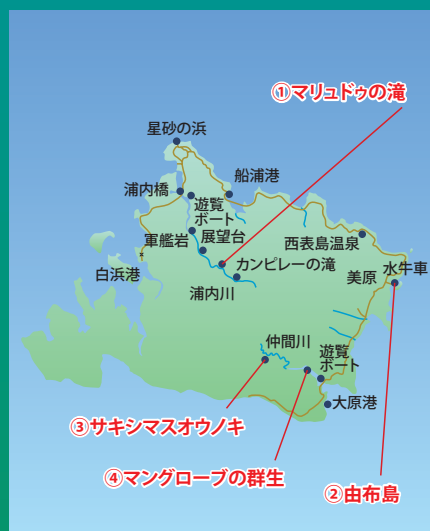 ①マリュドゥの滝
星砂の浜
船浦港
浦内橋
遊覧
ボート
軍艦岩
展望台
西表島温泉
カンピレーの滝
水牛車
美原
白浜港
浦内川
仲間川
遊覧
ボート
大原港
③サキシマスオウノキ
④マングローブの群生
②由布島